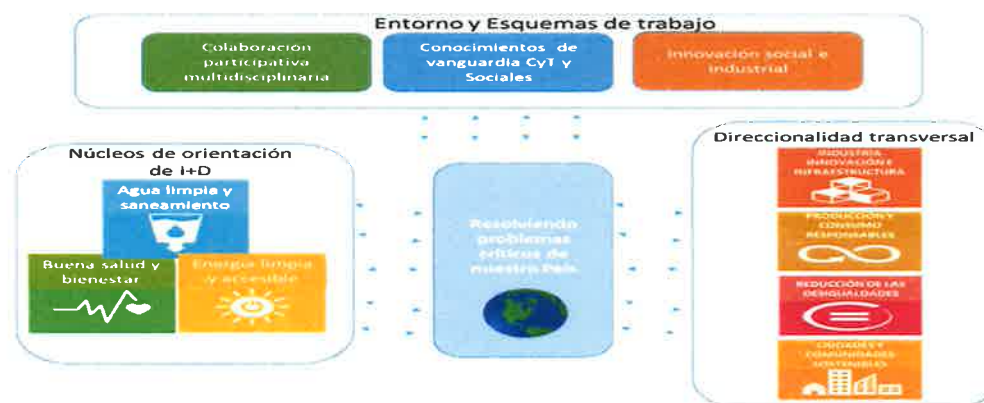 Entorno y Esquemas de trabajo
Colaboración
participativa
multidisciplinaria
Conocimientos de
vanguardia CyT y
Sociales
Innovación social e
industrial
Núcleos de orientación
de i+D
Agua limpia y
saneamiento
Buena salud y
bienestar
Energía limpia
y accesible
Resolviendo
problemas
críticos de
nuestro País
Direccionalidad transversal
INDUSTRIA
INNOVACIÓN E
INFRAESTRUCTURA
PRODUCCIÓN Y
CONSUMO
RESPONSABLES
REDUCCIÓN DE LAS
DESIGUALDADES
CIUDADES Y
COMUNIDADES
SOSTENIBLES